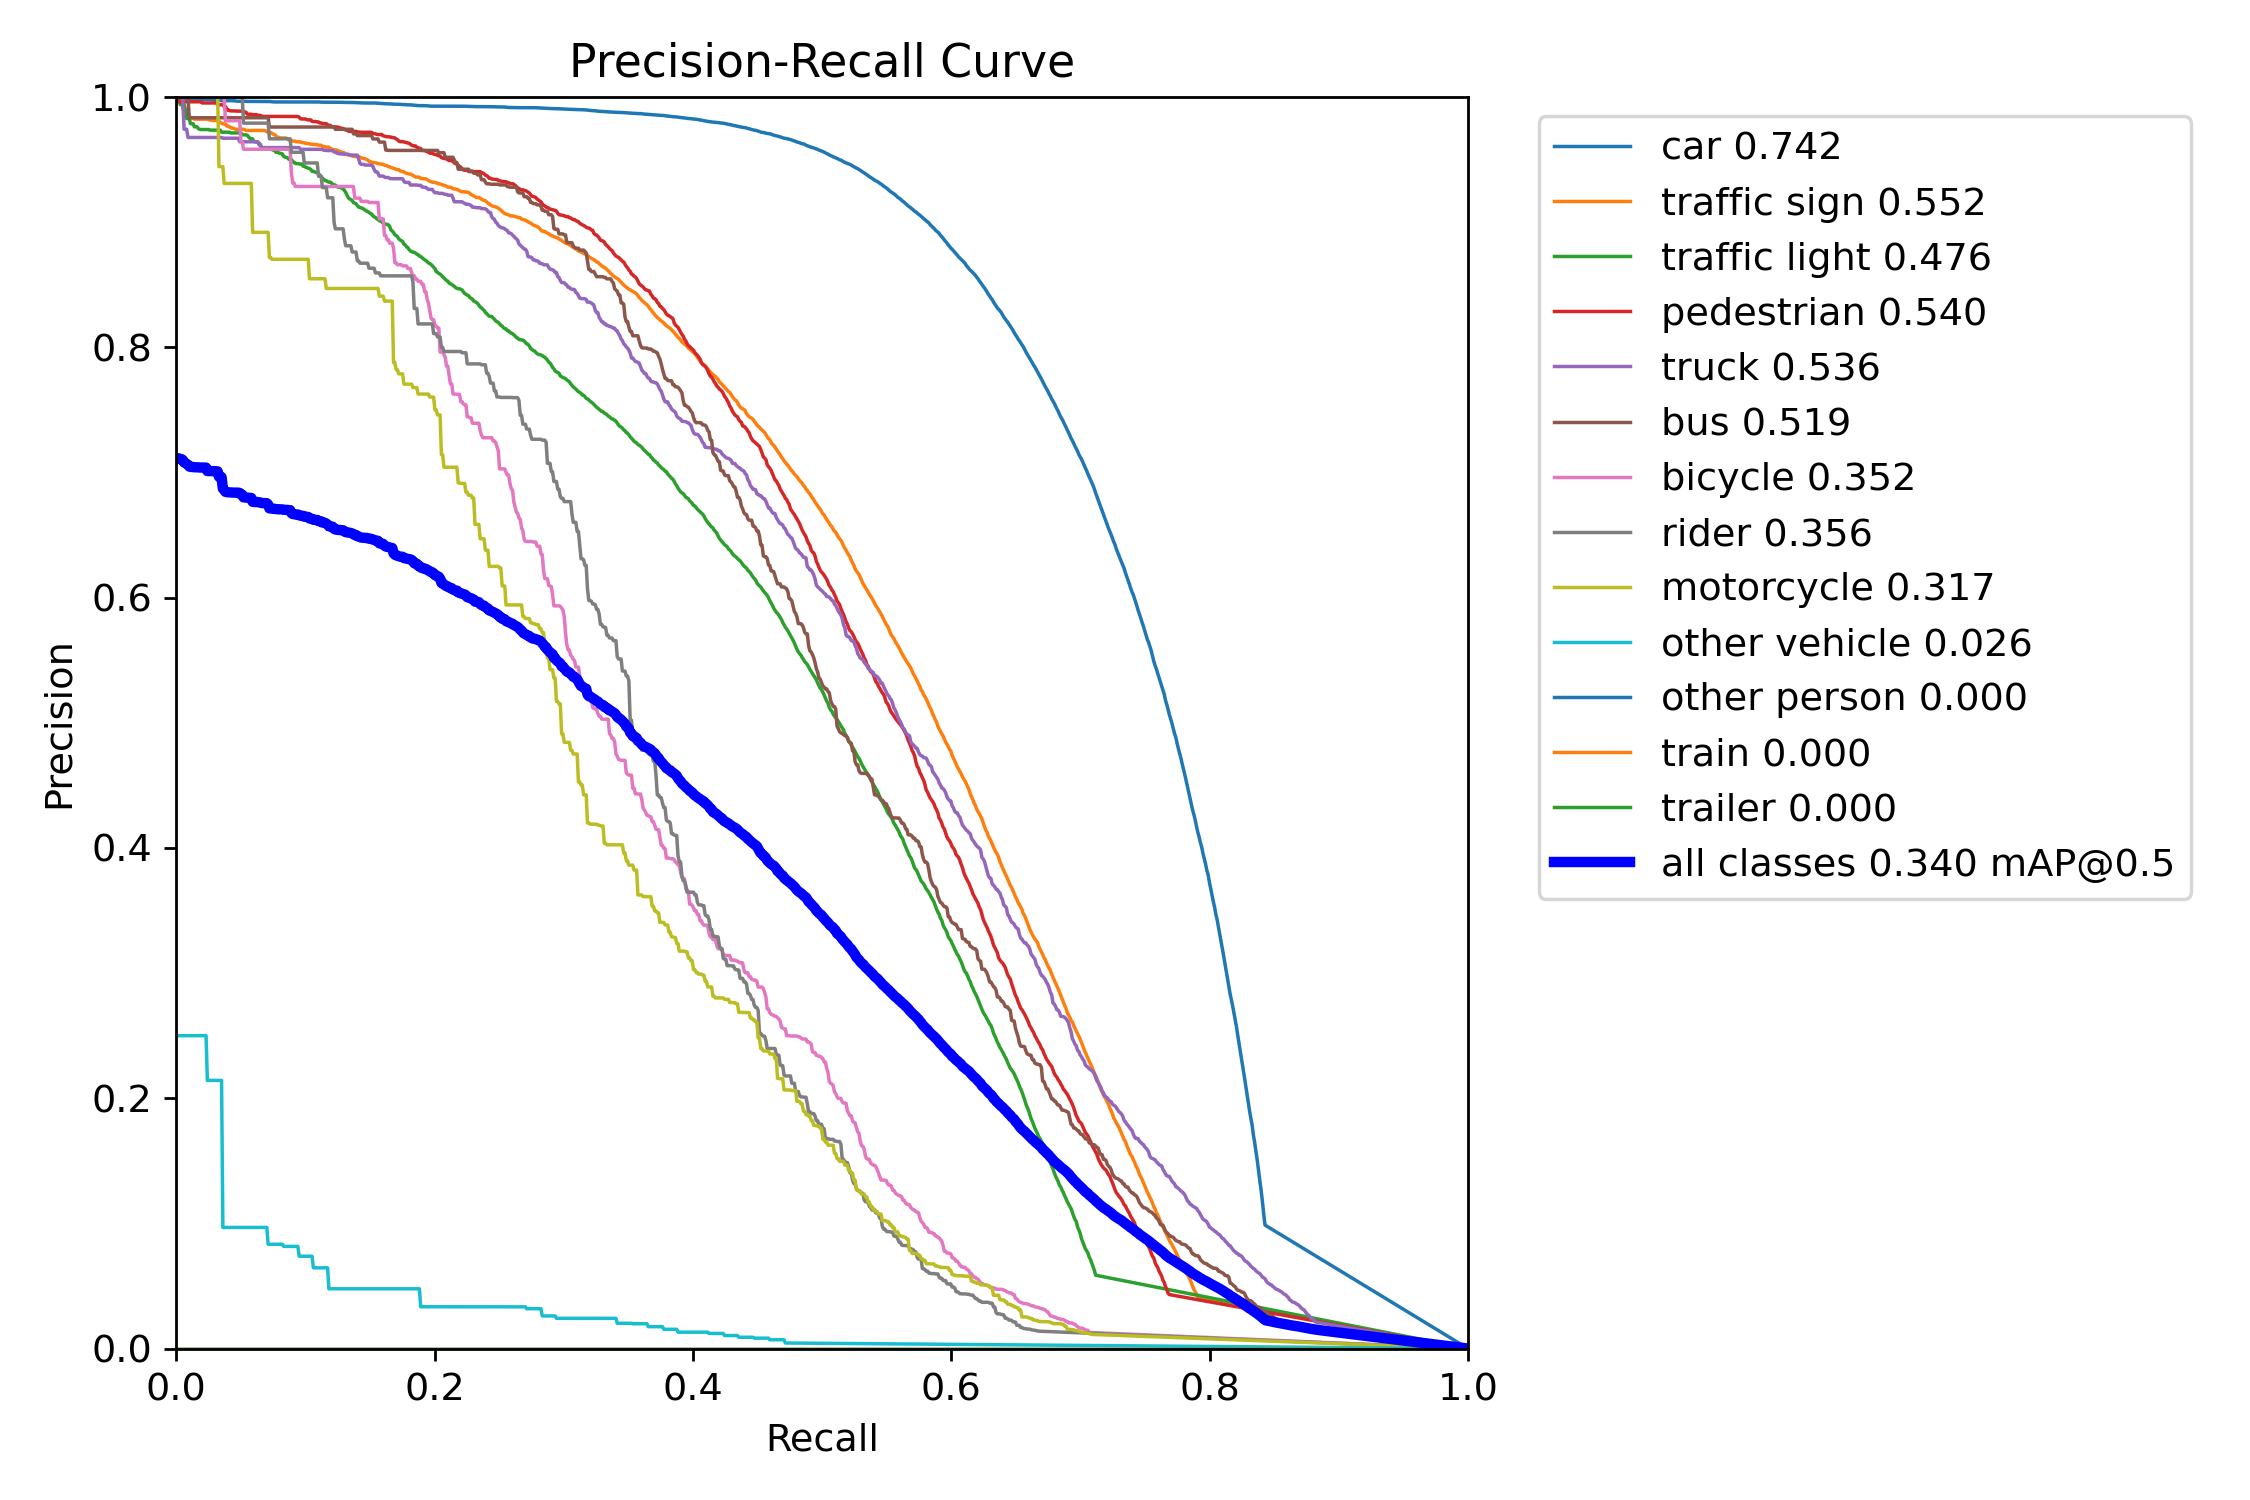 Precision-Recall Curve
1.0
0.8
0.6
0.4
0.2
0.0
Precision
0.0 0.2 0.4 0.6 0.8 1.0
Recall
car 0.742
traffic sign 0.552
traffic light 0.476
pedestrian 0.540
truck 0.536
bus 0.519
bicycle 0.352
rider 0.356
motorcycle 0.317
other vehicle 0.026
other person 0.000
train 0.000
trailer 0.000
all classes 0.340 mAP@0.5